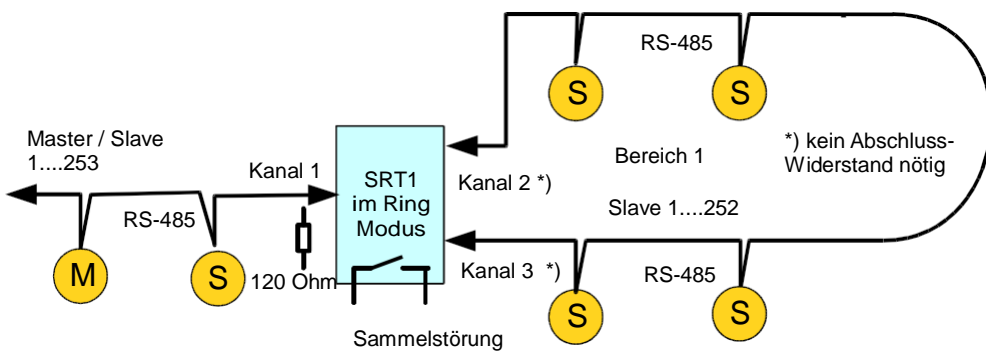 RS-485
S
S
Master / Slave
1....253
Kanal 1
SRT1
im Ring
Modus
Kanal 2 *)
Bereich 1
*) kein Abschluss-
Widerstand nötig
RS-485
Slave 1....252
M
S
120 Ohm
Kanal 3 *)
RS-485
S
S
Sammelstörung